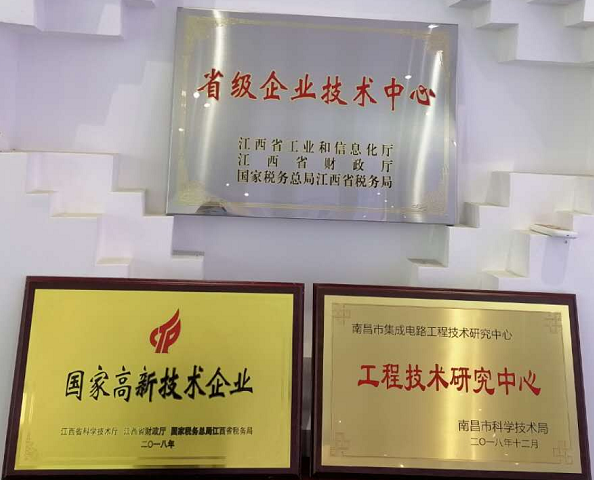 省级企业技术中心
江西省工业和信息化厅
江西省财政厅
国家税务总局江西省税务局
国家高新技术企业
江西省科学技术厅 江西省财政厅 国家税务总局江西省税务局
二〇一八年
南昌市集成电路工程技术研究中心
工程技术研究中心
南昌市科学技术局
二〇一八年十二月